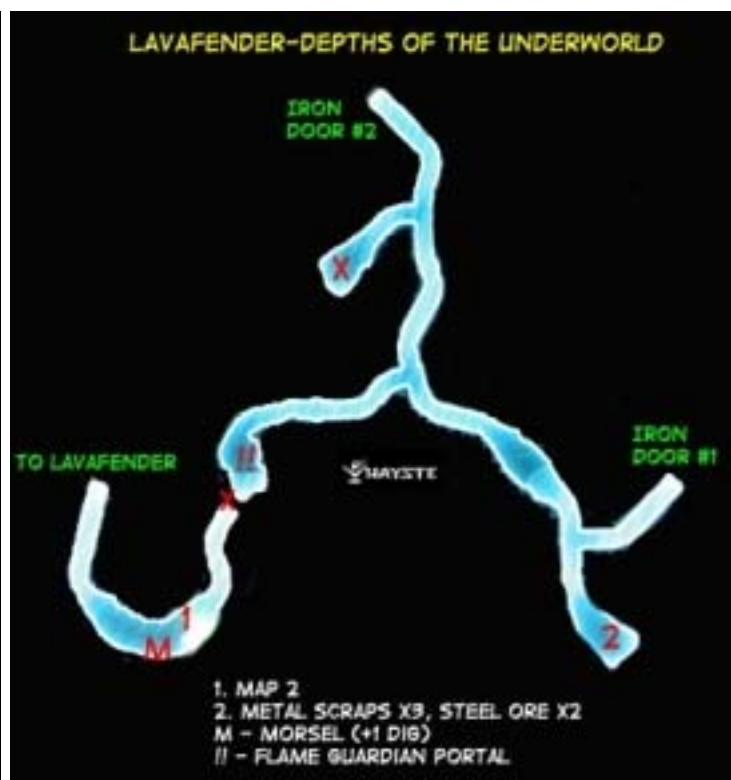 LAVAFENDER-DEPTHS OF THE UNDERWORLD
IRON
DOOR #2
X
!!
X
TO LAVAFENDER
HAYSTE
IRON
DOOR #1
1
M
2
1. MAP 2
2. METAL SCRAPS X3, STEEL ORE X2
M - MORSEL (+1 DIG)
!! - FLAME GUARDIAN PORTAL